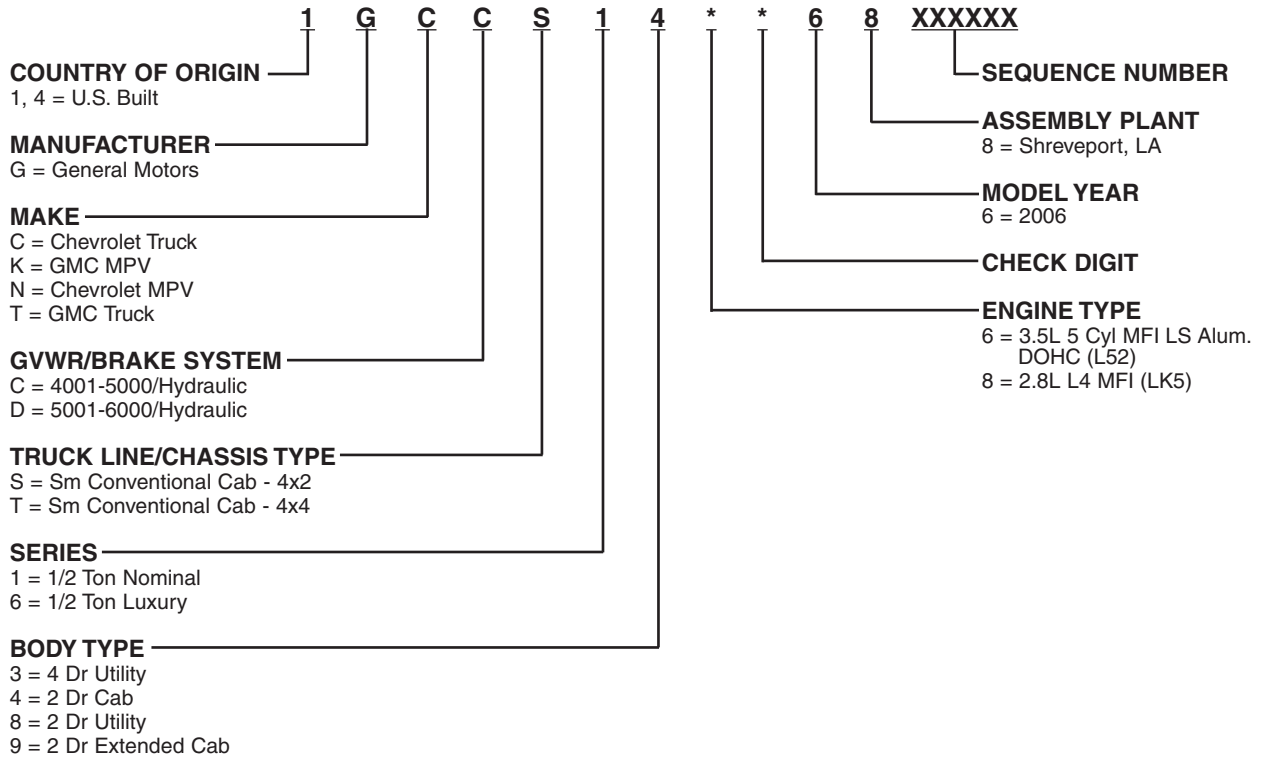 1 G C C S 1 4 * * 6 8 XXXXXX
COUNTRY OF ORIGIN
1, 4 = U.S. Built
MANUFACTURER
G = General Motors
MAKE
C = Chevrolet Truck
K = GMC MPV
N = Chevrolet MPV
T = GMC Truck
GVWR/BRAKE SYSTEM
C = 4001-5000/Hydraulic
D = 5001-6000/Hydraulic
TRUCK LINE/CHASSIS TYPE
S = Sm Conventional Cab - 4x2
T = Sm Conventional Cab - 4x4
SERIES
1 = 1/2 Ton Nominal
6 = 1/2 Ton Luxury
BODY TYPE
3 = 4 Dr Utility
4 = 2 Dr Cab
8 = 2 Dr Utility
9 = 2 Dr Extended Cab
SEQUENCE NUMBER
ASSEMBLY PLANT
8 = Shreveport, LA
MODEL YEAR
6 = 2006
CHECK DIGIT
ENGINE TYPE
6 = 3.5L 5 Cyl MFI LS Alum.
DOHC (L52)
8 = 2.8L L4 MFI (LK5)